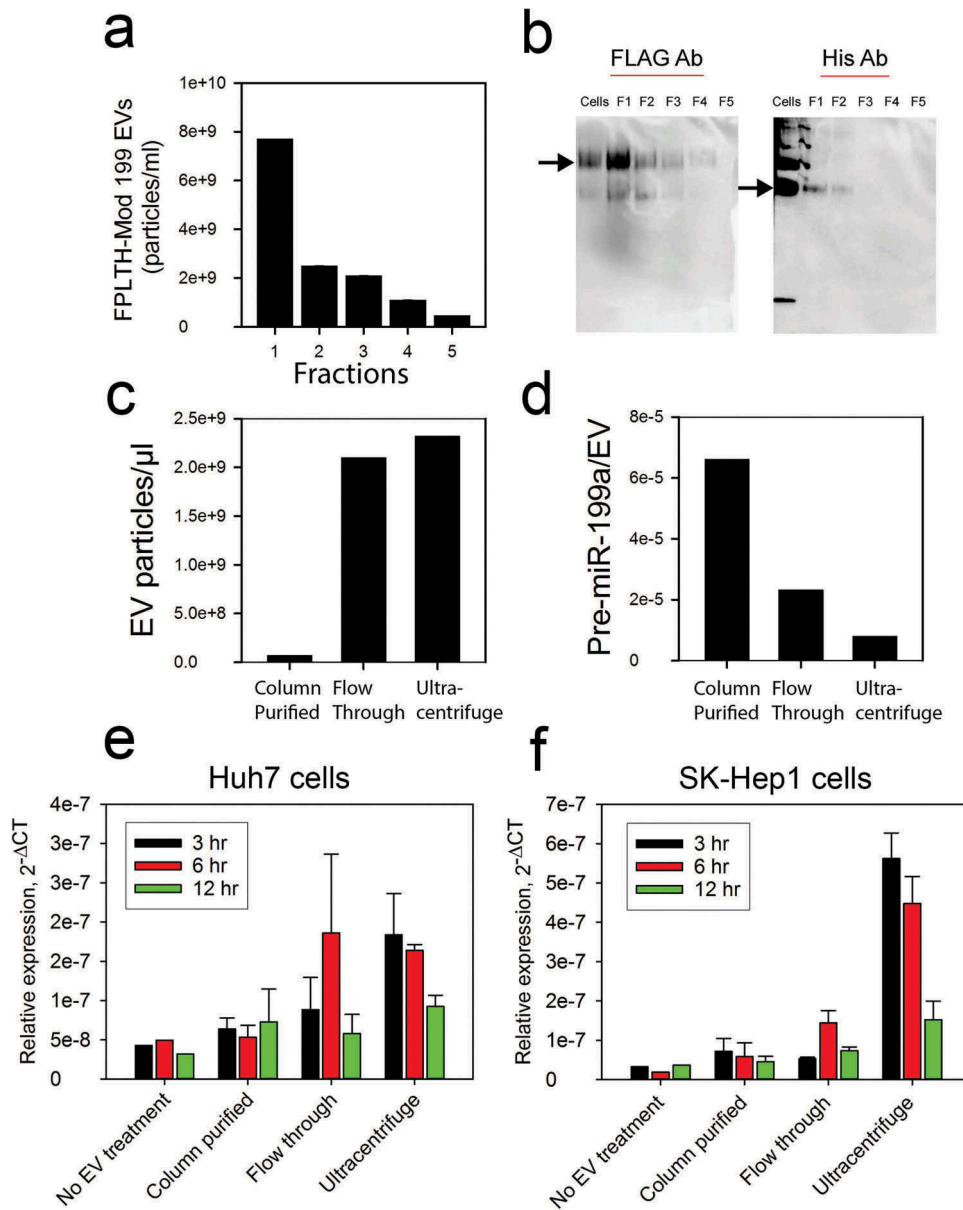 a
FPLTH-Mod 199 EVs
(particles/ml)
1e+10
8e+9
6e+9
4e+9
2e+9
0
1 2 3 4 5
Fractions
b
FLAG Ab
His Ab
Cells F1 F2 F3 F4 F5
Cells F1 F2 F3 F4 F5
c
EV particles/µl
2.5e+9
2.0e+9
1.5e+9
1.0e+9
5.0e+8
0.0
Column Flow Ultra-
Purified Through centrifuge
d
Pre-miR-199a/EV
8e-5
6e-5
4e-5
2e-5
0
Column Flow Ultra-
Purified Through centrifuge
e
Huh7 cells
Relative expression, 2-ΔCT
4e-7
3e-7
3e-7
2e-7
2e-7
1e-7
5e-8
0
3 hr
6 hr
12 hr
No EV treatment
Column purified
Flow through
Ultracentrifuge
f
SK-Hep1 cells
Relative expression, 2-ΔCT
7e-7
6e-7
5e-7
4e-7
3e-7
2e-7
1e-7
0
3 hr
6 hr
12 hr
No EV treatment
Column purified
Flow through
Ultracentrifuge